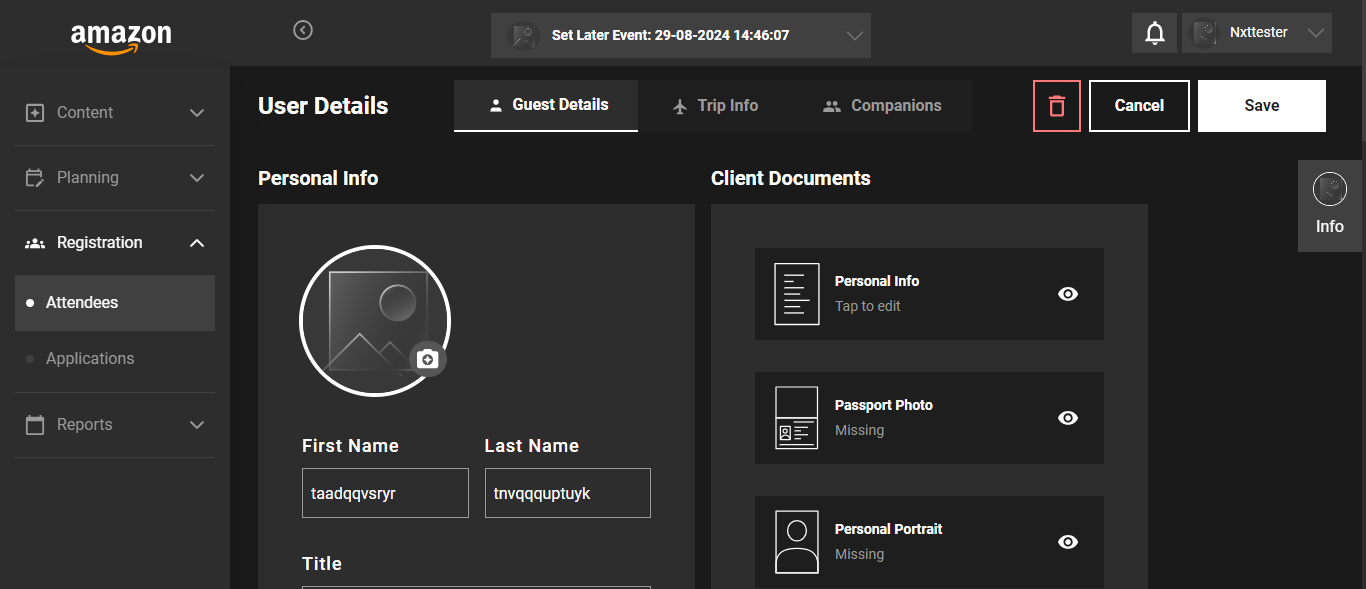 amazon
Set Later Event: 29-08-2024 14:46:07
Nxttester
Content
Planning
Registration
Attendees
Applications
Reports
User Details
Guest Details
Trip Info
Companions
Cancel
Save
Info
Personal Info
First Name
Last Name
taadqqvsryr
tnvqqquptuyk
Title
Client Documents
Personal Info
Tap to edit
Passport Photo
Missing
Personal Portrait
Missing